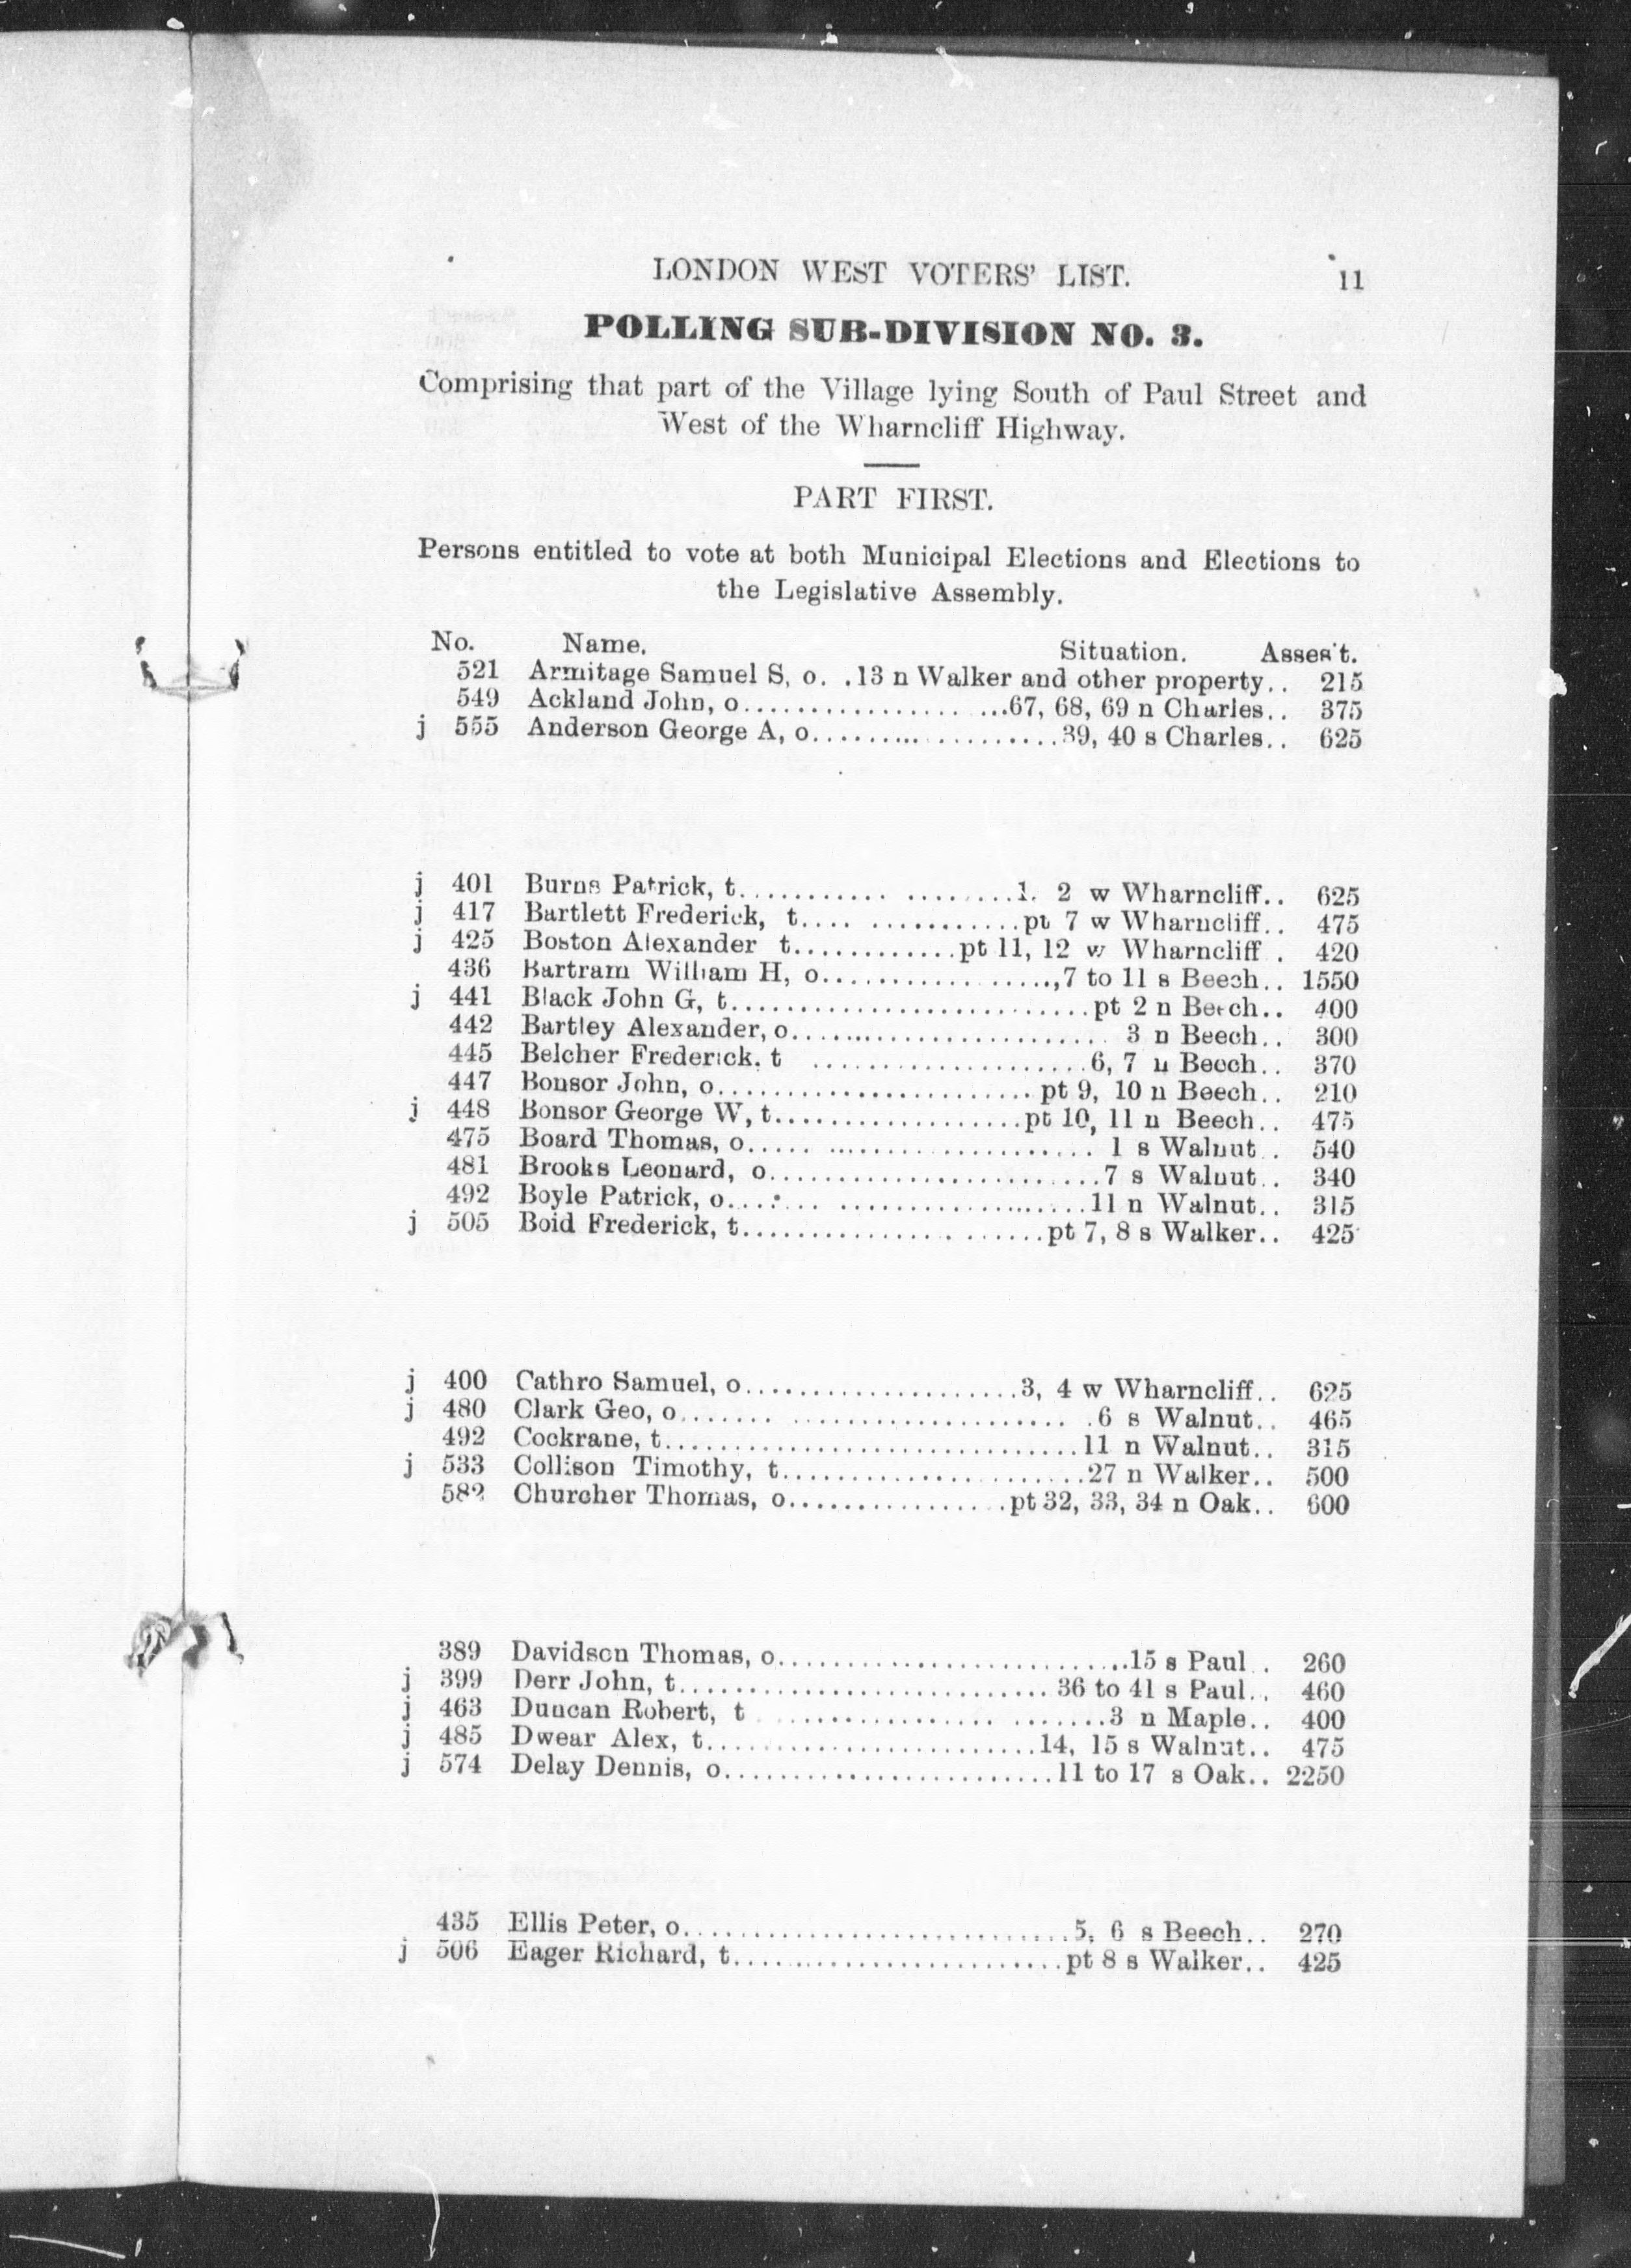 LONDON WEST VOTERS' LIST. 11
POLLING SUB-DIVISION NO. 3.
Comprising that part of the Village lying South of Paul Street and
West of the Wharncliff Highway.
PART FIRST.
Persons entitled to vote at both Municipal Elections and Elections to
the Legislative Assembly.
No. Name. Situation. Asses't.
521 Armitage Samuel S, o. .13 n Walker and other property.. 215
549 Ackland John, o.....................67, 68, 69 n Charles.. 375
j 555 Anderson George A, o.....................39, 40 s Charles.. 625
j 401 Burns Patrick, t.....................1. 2 w Wharncliff.. 625
j 417 Bartlett Frederick, t.... ............pt 7 w Wharncliff.. 475
j 425 Boston Alexander t............pt 11, 12 w Wharncliff . 420
436 Bartram William H, o....................,7 to 11 s Beech.. 1550
j 441 Black John G, t...........................pt 2 n Beech.. 400
442 Bartley Alexander, o............................. 3 n Beech.. 300
445 Belcher Frederick. t ......................6, 7 n Beech.. 370
447 Bonsor John, o............................pt 9, 10 n Beech.. 210
j 448 Bonsor George W, t...................pt 10, 11 n Beech.. 475
475 Board Thomas, o..... ........................ 1 s Walnut.. 540
481 Brooks Leonard, o............................7 s Walnut.. 340
492 Boyle Patrick, o....:... .......................11 n Walnut.. 315
j 505 Boid Frederick, t................ .......pt 7, 8 s Walker.. 425
j 400 Cathro Samuel, o.....................3, 4 w Wharncliff.. 625
j 480 Clark Geo, o....... .......................... .6 s Walnut.. 465
492 Cockrane, t...............................11 n Walnut.. 315
j 533 Collison Timothy, t.......................27 n Walker.. 500
582 Churcher Thomas, o................pt 32, 33, 34 n Oak.. 600
389 Davidson Thomas, o...........................15 s Paul.. 260
j 399 Derr John, t............................36 to 41 s Paul.. 460
j 463 Duncan Robert, t .................. .......3 n Maple.. 400
j 485 Dwear Alex, t.........................14, 15 s Walnut.. 475
j 574 Delay Dennis, o.........................11 to 17 s Oak.. 2250
435 Ellis Peter, o.............................5, 6 s Beech.. 270
j 506 Eager Richard, t.........................pt 8 s Walker.. 425